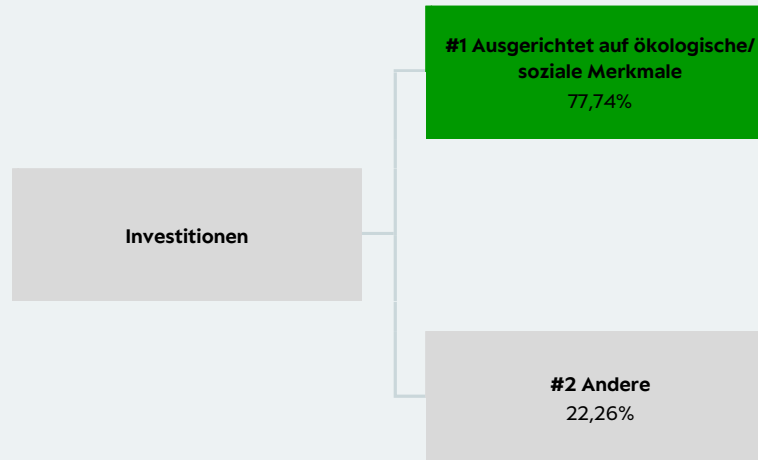 #1 Ausgerichtet auf ökologische/
soziale Merkmale
77,74%
Investitionen
#2 Andere
22,26%